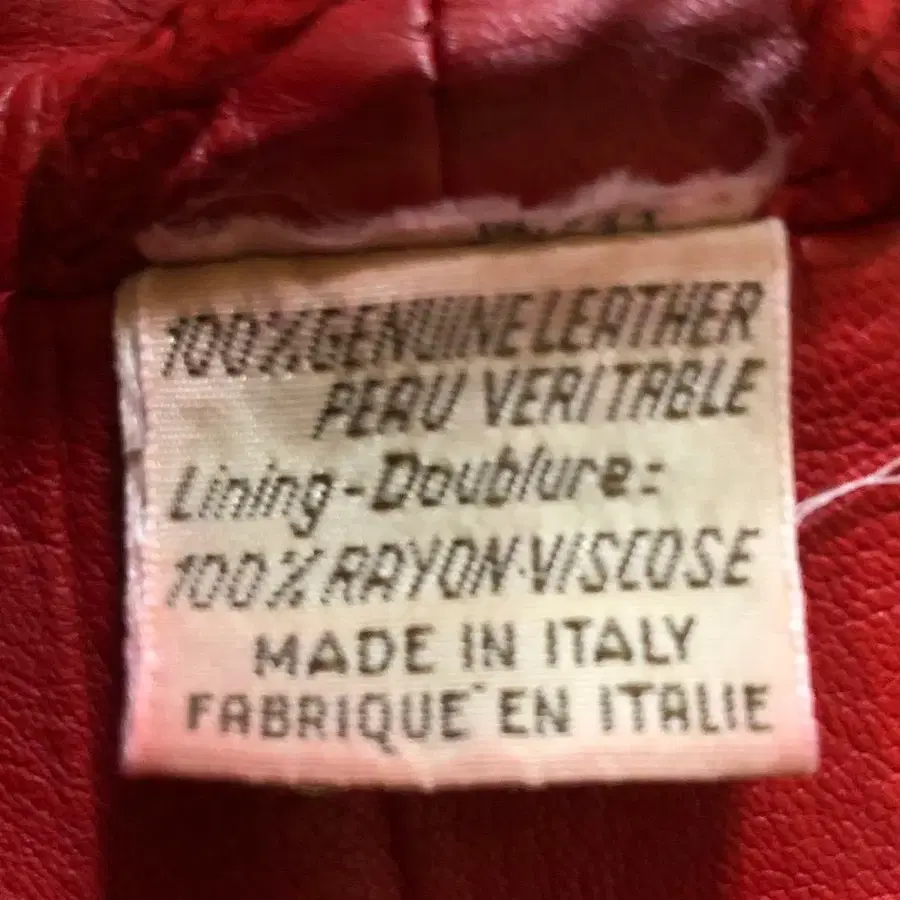 100% GENUINE LEATHER
PEAU VERITABLE
Lining-Doublure:
100% RAYON-VISCOSE
MADE IN ITALY
FABRIQUE EN ITALIE